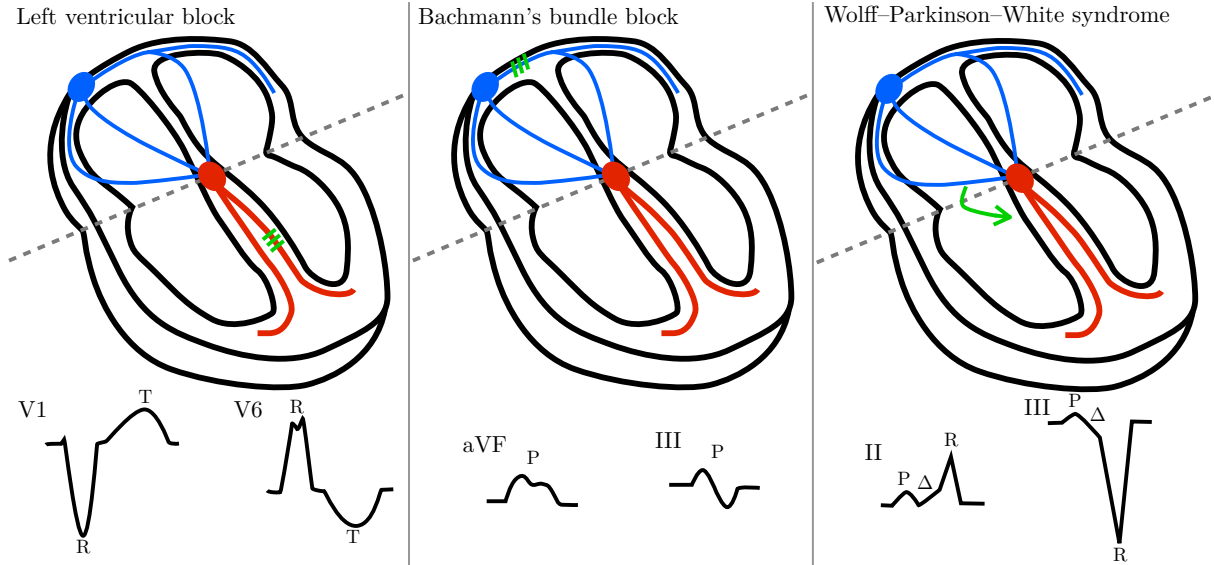 Left ventricular block
V1
T
R
V6
R
T
Bachmann's bundle block
aVF
P
III
P
Wolff–Parkinson–White syndrome
II
P
Δ
R
III
P
Δ
R